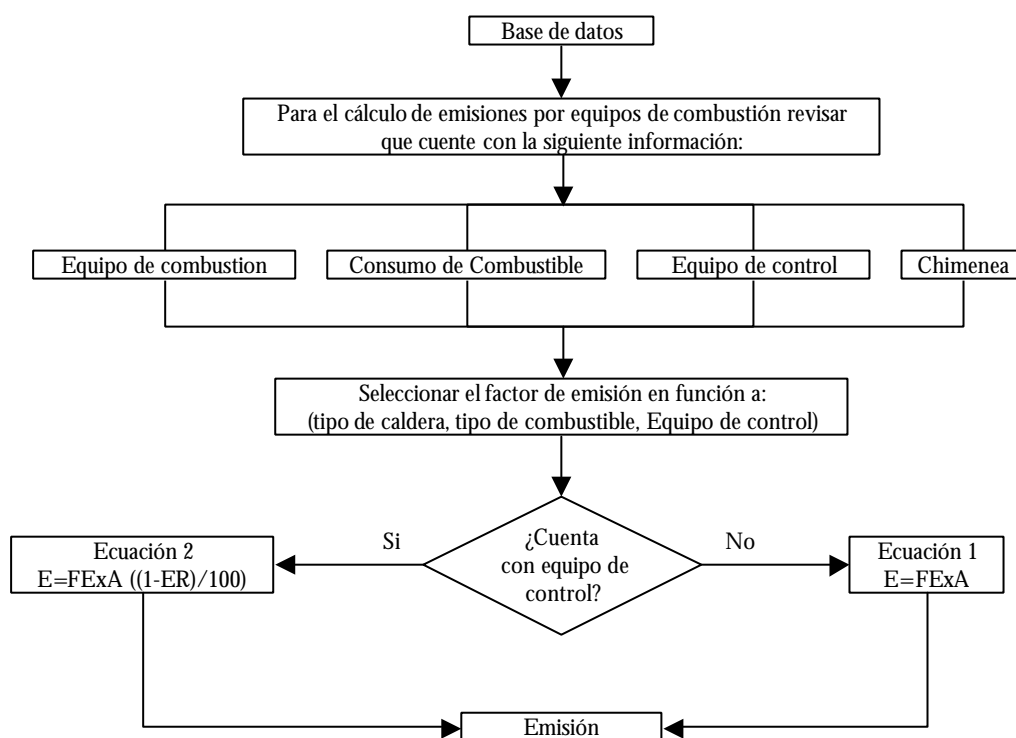 Base de datos
Para el cálculo de emisiones por equipos de combustión revisar
que cuente con la siguiente información:
Equipo de combustion
Consumo de Combustible
Equipo de control
Chimenea
Seleccionar el factor de emisión en función a:
(tipo de caldera, tipo de combustible, Equipo de control)
Si
¿Cuenta
con equipo de
control?
No
Ecuación 2
E=FExA ((1-ER)/100)
Ecuación 1
E=FExA
Emisión